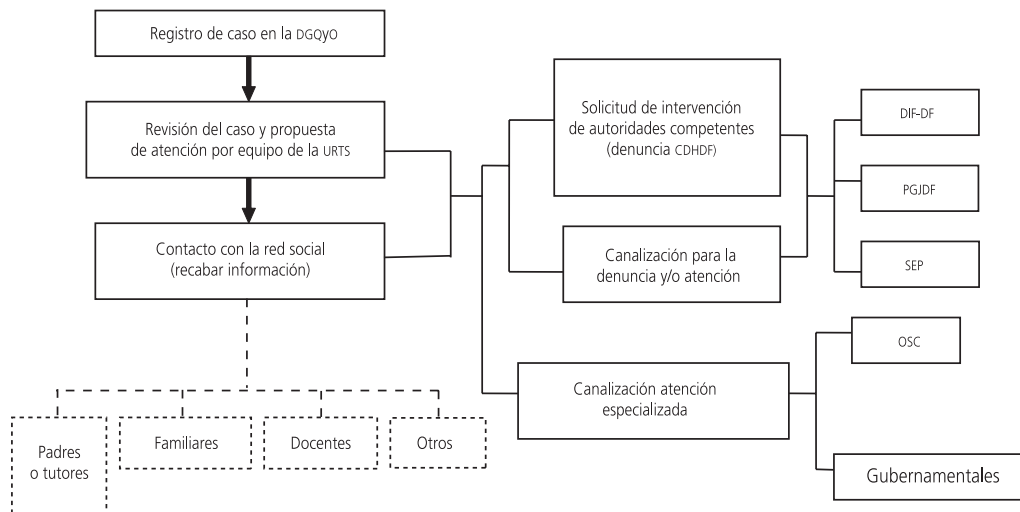 Registro de caso en la DGQyO
Revisión del caso y propuesta
de atención por equipo de la URTS
Contacto con la red social
(recabar información)
Padres
o tutores
Familiares
Docentes
Otros
Solicitud de intervención
de autoridades competentes
(denuncia CDHDF)
Canalización para la
denuncia y/o atención
Canalización atención
especializada
DIF-DF
PGJDF
SEP
OSC
Gubernamentales